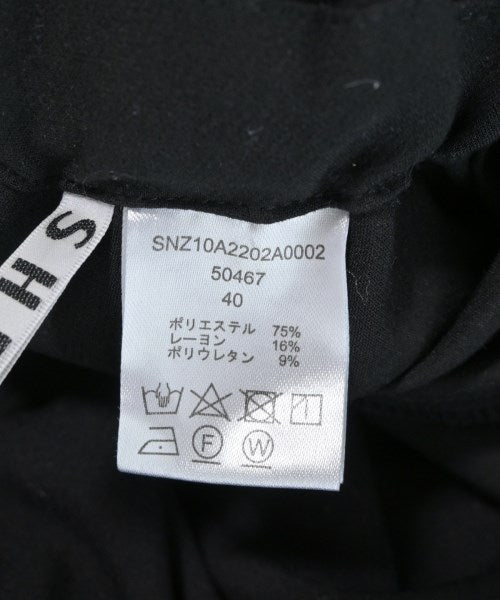 SNZ10A2202A0002
50467
40
ポリエステル 75%
レーヨン 16%
ポリウレタン 9%
F
W
SH